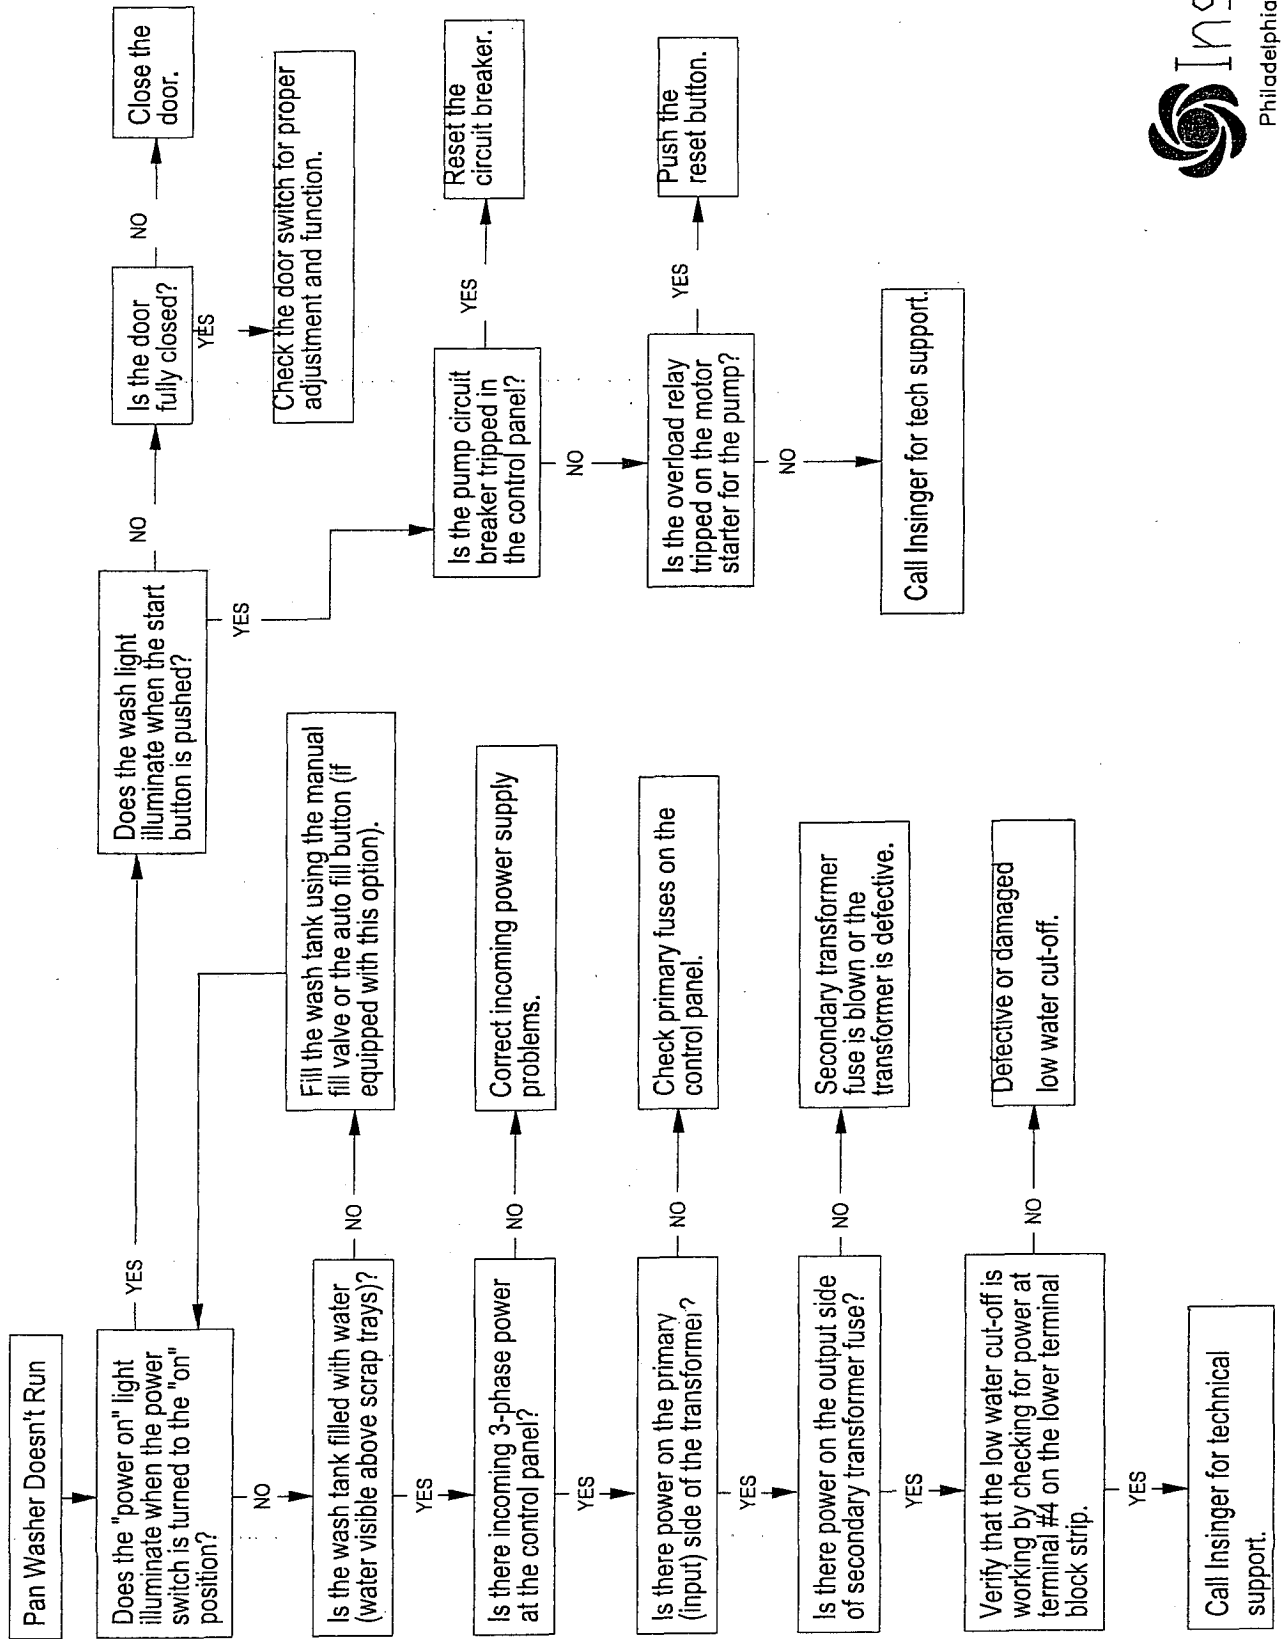 Pan Washer Doesn't Run
Does the "power on" light
illuminate when the power
switch is turned to the "on"
position?
YES
NO
Does the wash light
illuminate when the start
button is pushed?
NO
YES
Is the door
fully closed?
NO
YES
Close the
door.
Check the door switch for proper
adjustment and function.
Is the pump circuit
breaker tripped in
the control panel?
YES
NO
Reset the
circuit breaker.
Is the overload relay
tripped on the motor
starter for the pump?
YES
NO
Push the
reset button.
Call Insinger for tech support.
Is the wash tank filled with water
(water visible above scrap trays)?
NO
YES
Fill the wash tank using the manual
fill valve or the auto fill button (if
equipped with this option).
Is there incoming 3-phase power
at the control panel?
NO
YES
Correct incoming power supply
problems.
Is there power on the primary
(input) side of the transformer?
NO
YES
Check primary fuses on the
control panel.
Is there power on the output side
of secondary transformer fuse?
NO
YES
Secondary transformer
fuse is blown or the
transformer is defective.
Verify that the low water cut-off is
working by checking for power at
terminal #4 on the lower terminal
block strip.
NO
YES
Defective or damaged
low water cut-off.
Call Insinger for technical
support.
Philadelphia